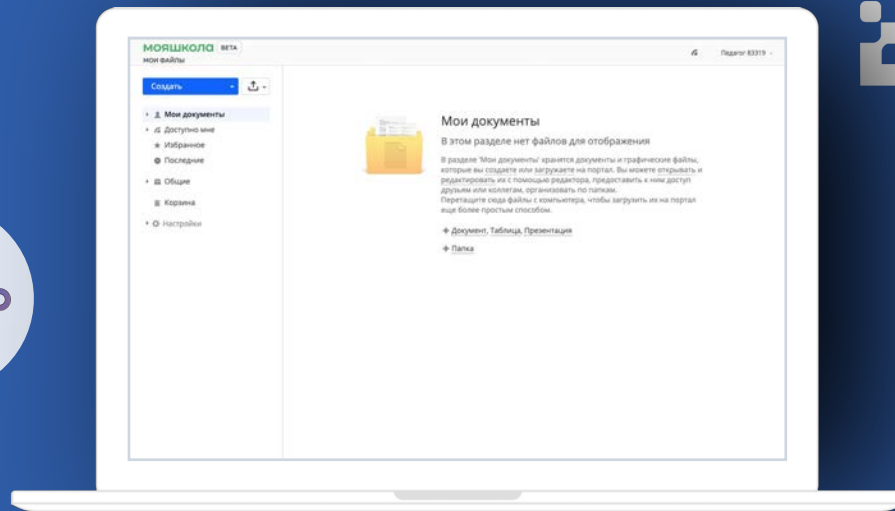 МОЯШКОЛА BETA
МОИ ФАЙЛЫ
Педагог 63319
Создать
Мои документы
Доступно мне
Избранное
Последние
Общие
Корзина
Настройки
Мои документы
В этом разделе нет файлов для отображения
В разделе 'Мои документы' хранятся документы и графические файлы,
которые вы создаете или загружаете на портал. Вы можете открывать и
редактировать их с помощью редактора, предоставить к ним доступ
друзьям или коллегам, организовать по папкам.
Перетащите сюда файлы с компьютера, чтобы загрузить их на портал
еще более простым способом.
Документ, Таблица, Презентация
Папка